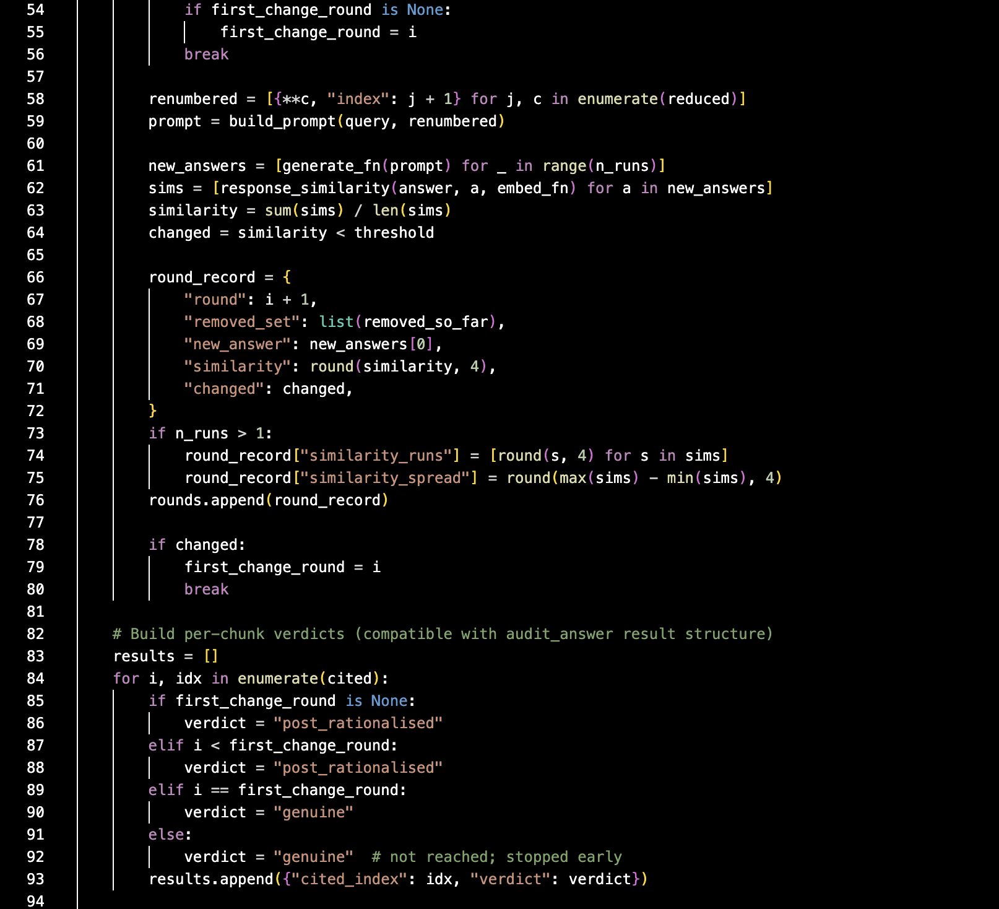 54 if first_change_round is None:
55 first_change_round = i
56 break
57
58 renumbered = [{**c, "index": j + 1} for j, c in enumerate(reduced)]
59 prompt = build_prompt(query, renumbered)
60
61 new_answers = [generate_fn(prompt) for _ in range(n_runs)]
62 sims = [response_similarity(answer, a, embed_fn) for a in new_answers]
63 similarity = sum(sims) / len(sims)
64 changed = similarity < threshold
65
66 round_record = {
67 "round": i + 1,
68 "removed_set": list(removed_so_far),
69 "new_answer": new_answers[0],
70 "similarity": round(similarity, 4),
71 "changed": changed,
72 }
73 if n_runs > 1:
74 round_record["similarity_runs"] = [round(s, 4) for s in sims]
75 round_record["similarity_spread"] = round(max(sims) - min(sims), 4)
76 rounds.append(round_record)
77
78 if changed:
79 first_change_round = i
80 break
81
82 # Build per-chunk verdicts (compatible with audit_answer result structure)
83 results = []
84 for i, idx in enumerate(cited):
85 if first_change_round is None:
86 verdict = "post_rationalised"
87 elif i < first_change_round:
88 verdict = "post_rationalised"
89 elif i == first_change_round:
90 verdict = "genuine"
91 else:
92 verdict = "genuine" # not reached; stopped early
93 results.append({"cited_index": idx, "verdict": verdict})
94